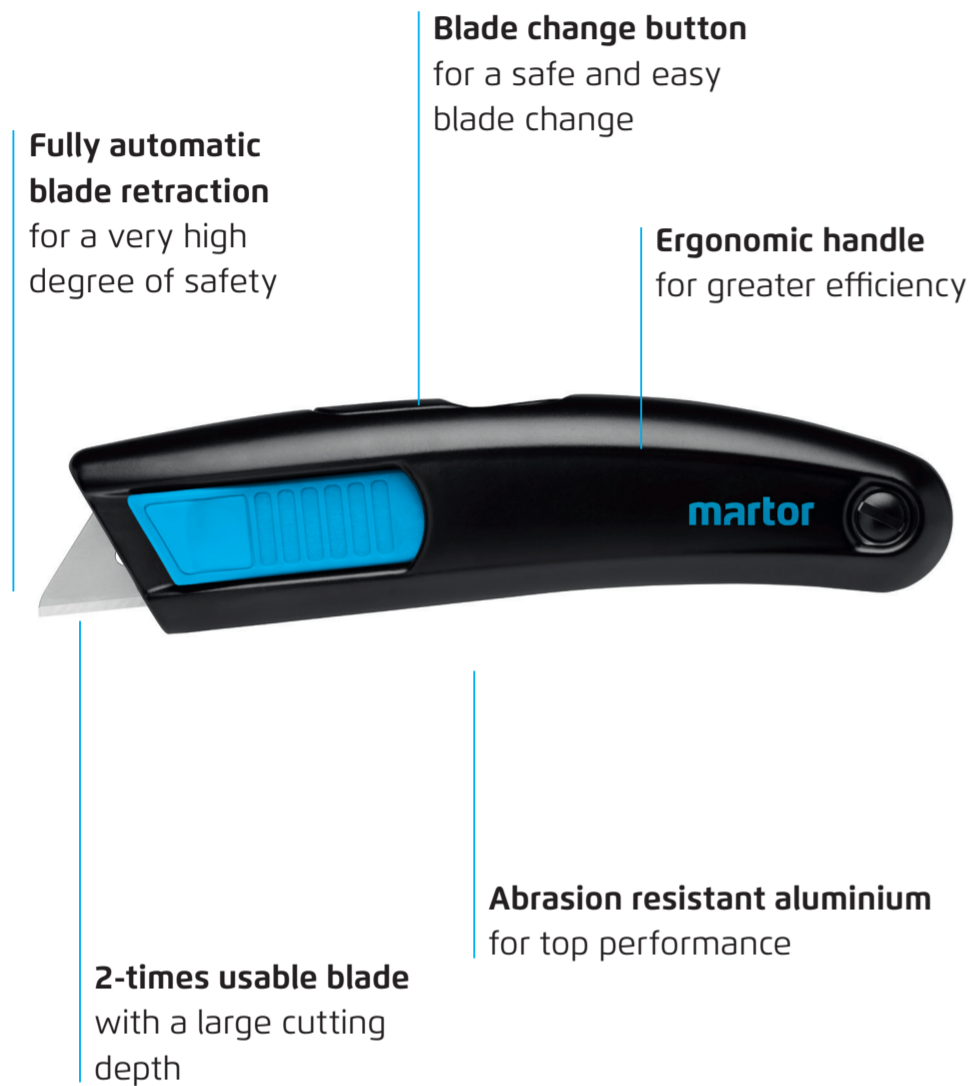 Blade change button
for a safe and easy
blade change
Fully automatic
blade retraction
for a very high
degree of safety
Ergonomic handle
for greater efficiency
martor
Abrasion resistant aluminium
for top performance
2-times usable blade
with a large cutting
depth